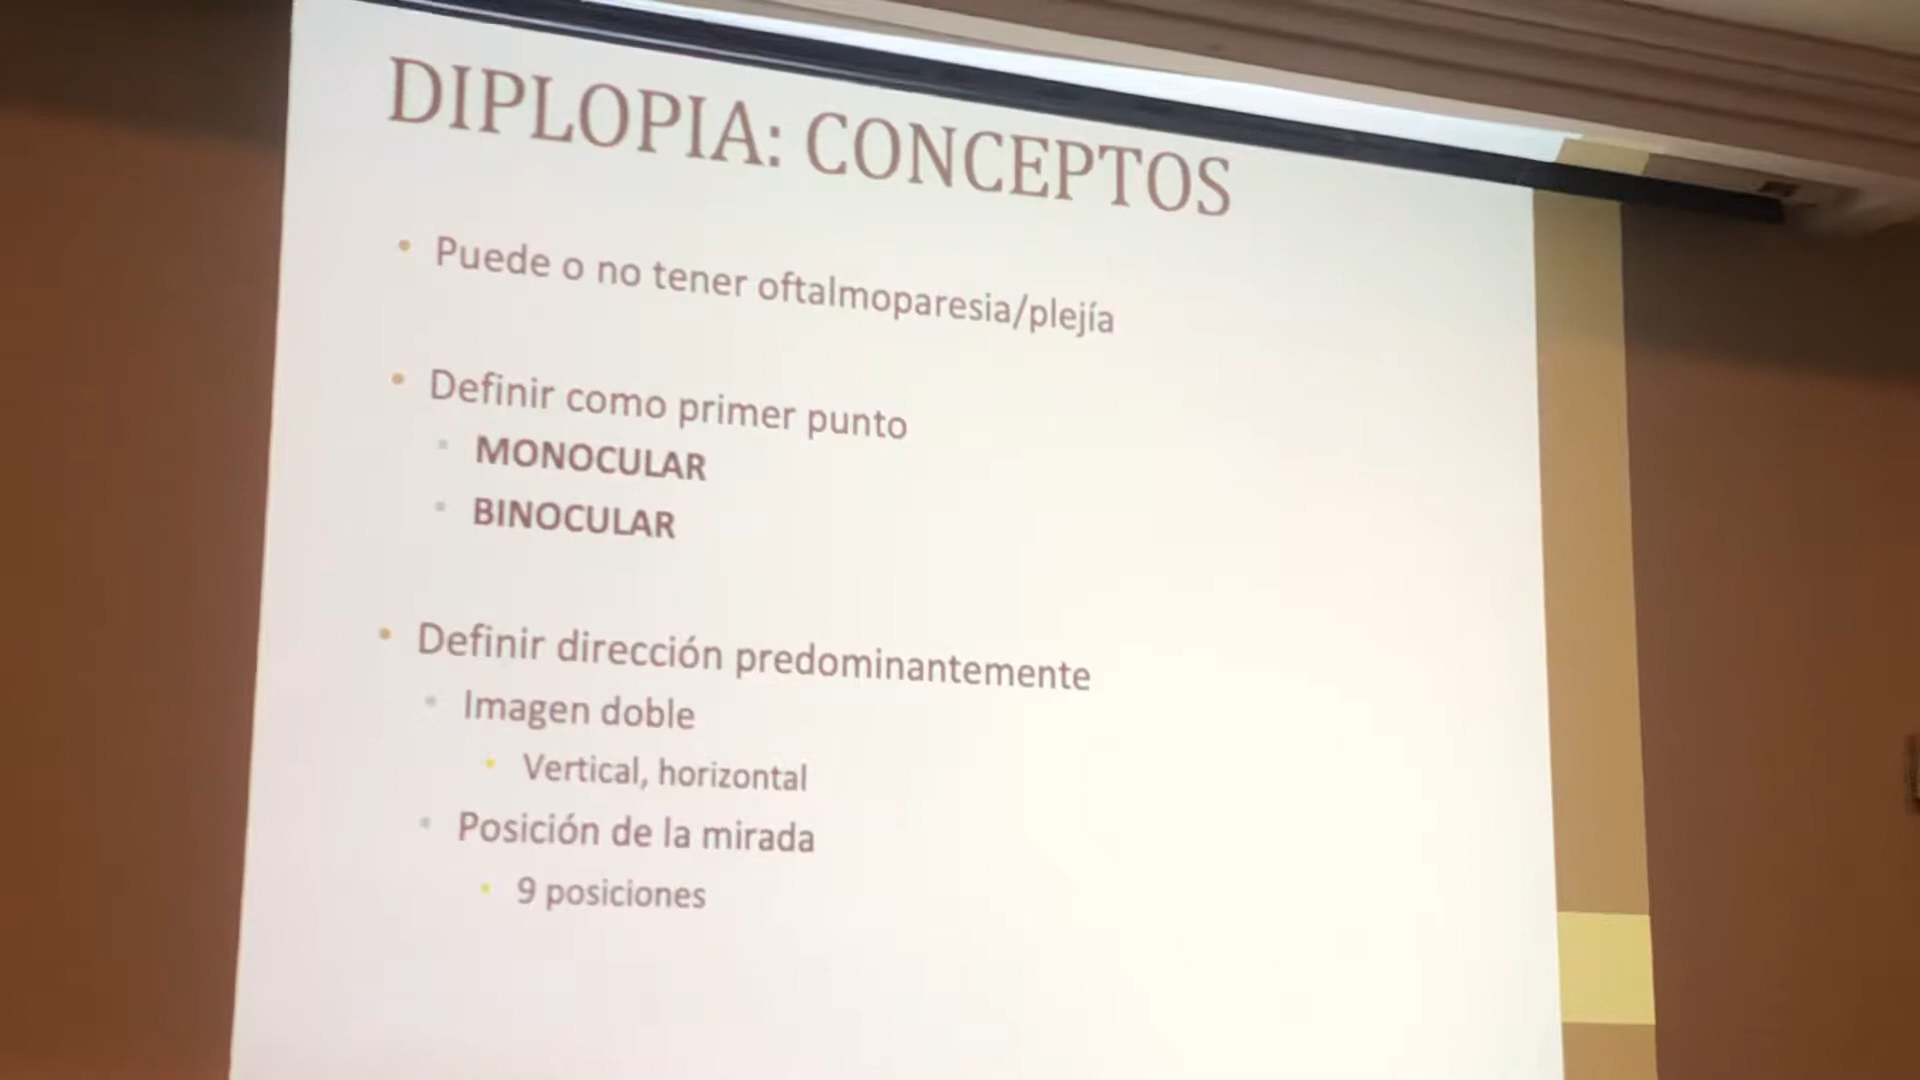 DIPLOPIA: CONCEPTOS
Puede o no tener oftalmoparesia/plejía
Definir como primer punto
MONOCULAR
BINOCULAR
Definir dirección predominantemente
Imagen doble
Vertical, horizontal
Posición de la mirada
9 posiciones